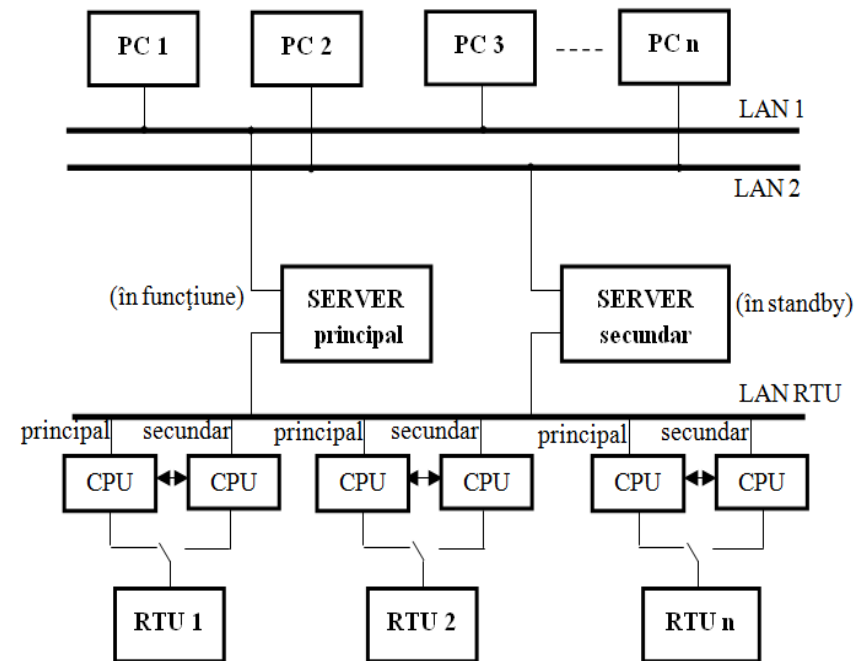 PC 1
PC 2
PC 3
----
PC n
LAN 1
LAN 2
(în funcţiune)
SERVER
principal
SERVER
secundar
(în standby)
LAN RTU
principal
secundar
principal
secundar
principal
secundar
CPU
CPU
CPU
CPU
CPU
CPU
RTU 1
RTU 2
RTU n